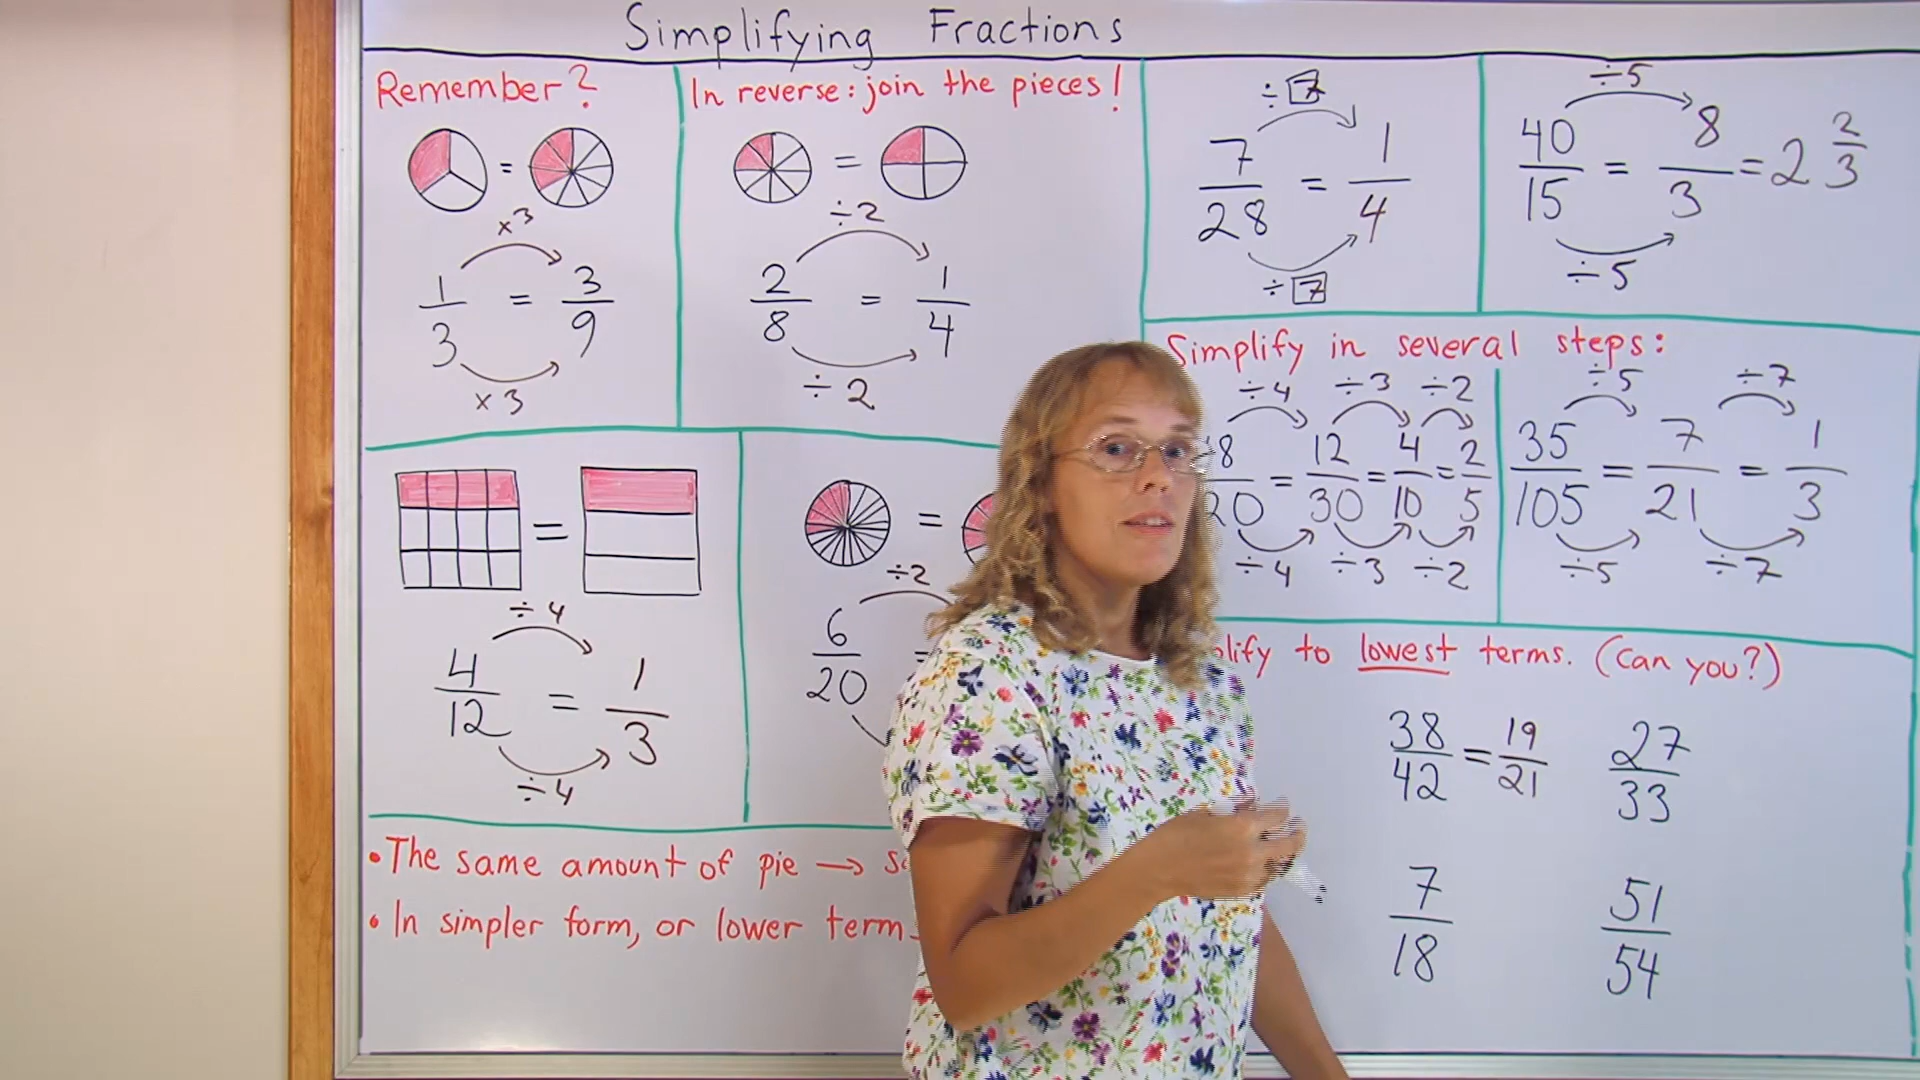 Simplifying Fractions
Remember?
=
×3
1/3 = 3/9
×3
In reverse: join the pieces!
=
÷2
2/8 = 1/4
÷2
÷7
7/28 = 1/4
÷7
÷5
40/15 = 8/3 = 2 2/3
÷5
Simplify in several steps:
÷4 ÷3 ÷2
= 12/30 = 4/10 = 2/5
÷4 ÷3 ÷2
÷5 ÷7
35/105 = 7/21 = 1/3
÷5 ÷7
=
÷4
4/12 = 1/3
÷4
=
÷2
6/20 =
to lowest terms. (Can you?)
38/42 = 19/21 27/33
7/18 51/54
• The same amount of pie →
• In simpler form, or lower